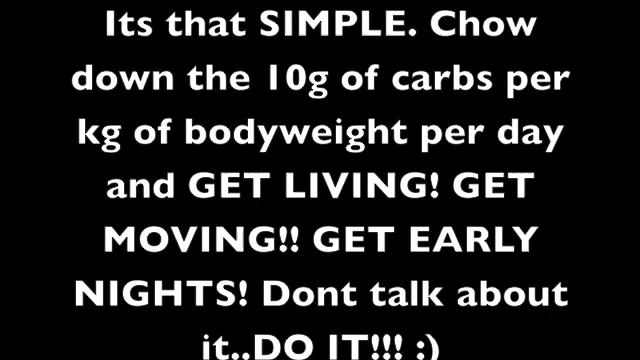 Its that SIMPLE. Chow
down the 10g of carbs per
kg of bodyweight per day
and GET LIVING! GET
MOVING!! GET EARLY
NIGHTS! Dont talk about
it..DO IT!!! :)